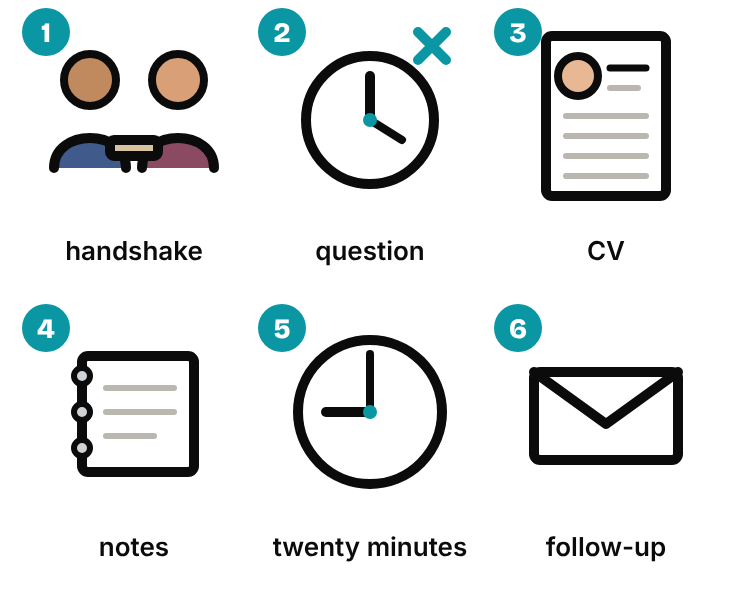 1
2
3
handshake
question
CV
4
5
6
notes
twenty minutes
follow-up